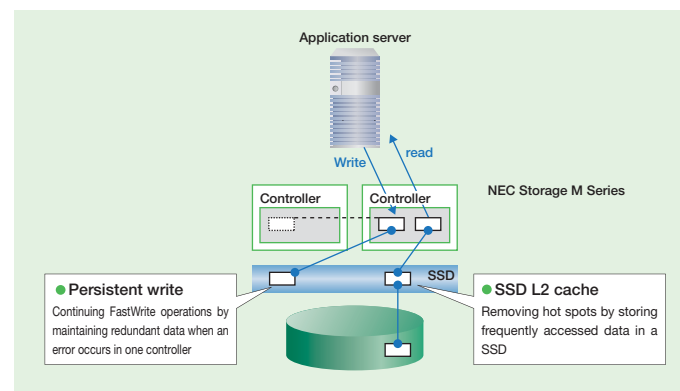 Application server
read
Write
NEC Storage M Series
Controller
Controller
SSD
Persistent write
Continuing FastWrite operations by
maintaining redundant data when an
error occurs in one controller
SSD L2 cache
Removing hot spots by storing
frequently accessed data in a
SSD